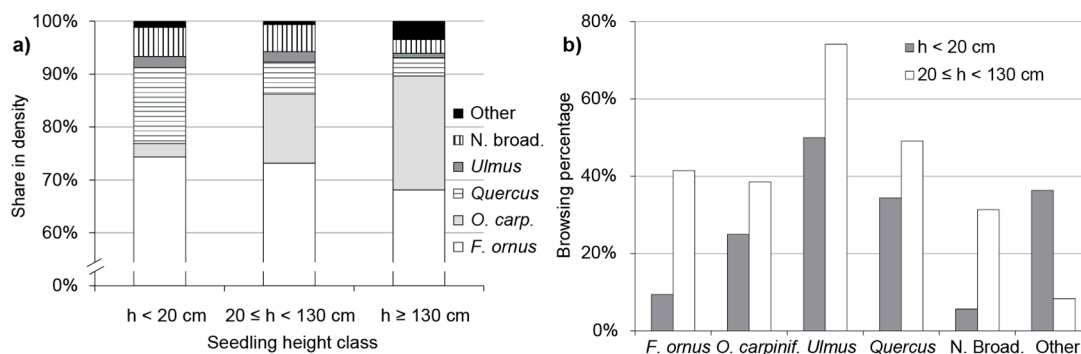 a)
Share in density
100%
90%
80%
70%
60%
0%
h < 20 cm 20 ≤ h < 130 cm h ≥ 130 cm
Seedling height class
Other
N. broad.
Ulmus
Quercus
O. carp.
F. ornus
b)
Browsing percentage
80%
60%
40%
20%
0%
h < 20 cm
20 ≤ h < 130 cm
F. ornus O. carpinif. Ulmus Quercus N. Broad. Other